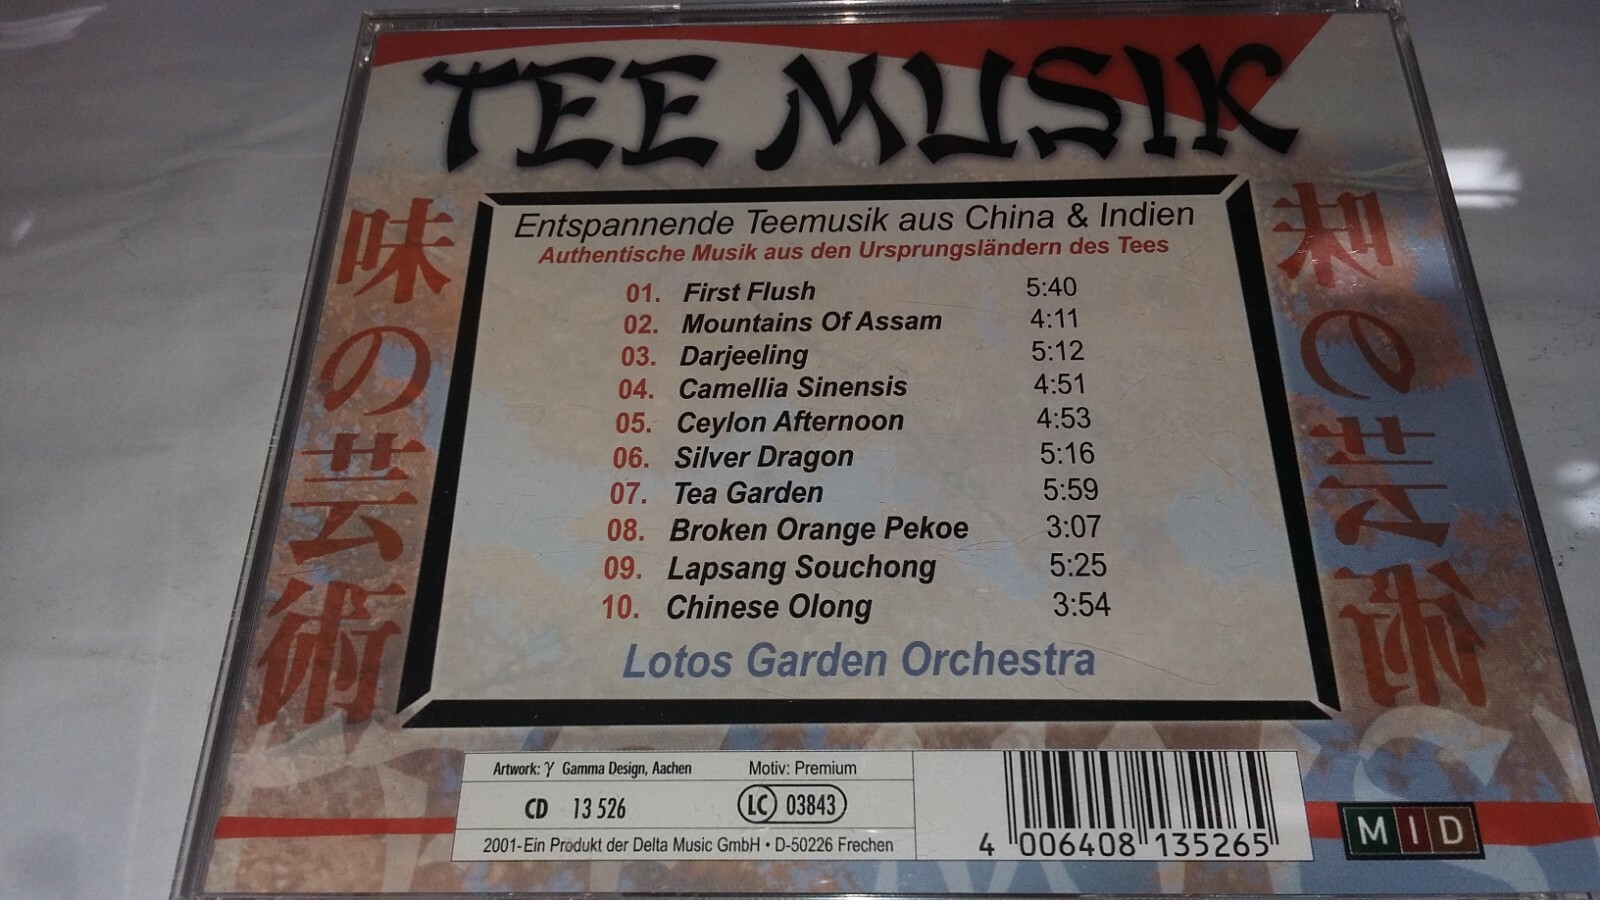 TEE MUSIK
味の芸術
Entspannende Teemusik aus China & Indien
Authentische Musik aus den Ursprungsländern des Tees
01. First Flush 5:40
02. Mountains Of Assam 4:11
03. Darjeeling 5:12
04. Camellia Sinensis 4:51
05. Ceylon Afternoon 4:53
06. Silver Dragon 5:16
07. Tea Garden 5:59
08. Broken Orange Pekoe 3:07
09. Lapsang Souchong 5:25
10. Chinese Olong 3:54
Lotos Garden Orchestra
味の芸術
Artwork: γ Gamma Design, Aachen Motiv: Premium
CD 13 526 LC 03843
2001-Ein Produkt der Delta Music GmbH • D-50226 Frechen
4 006408 135265
MID